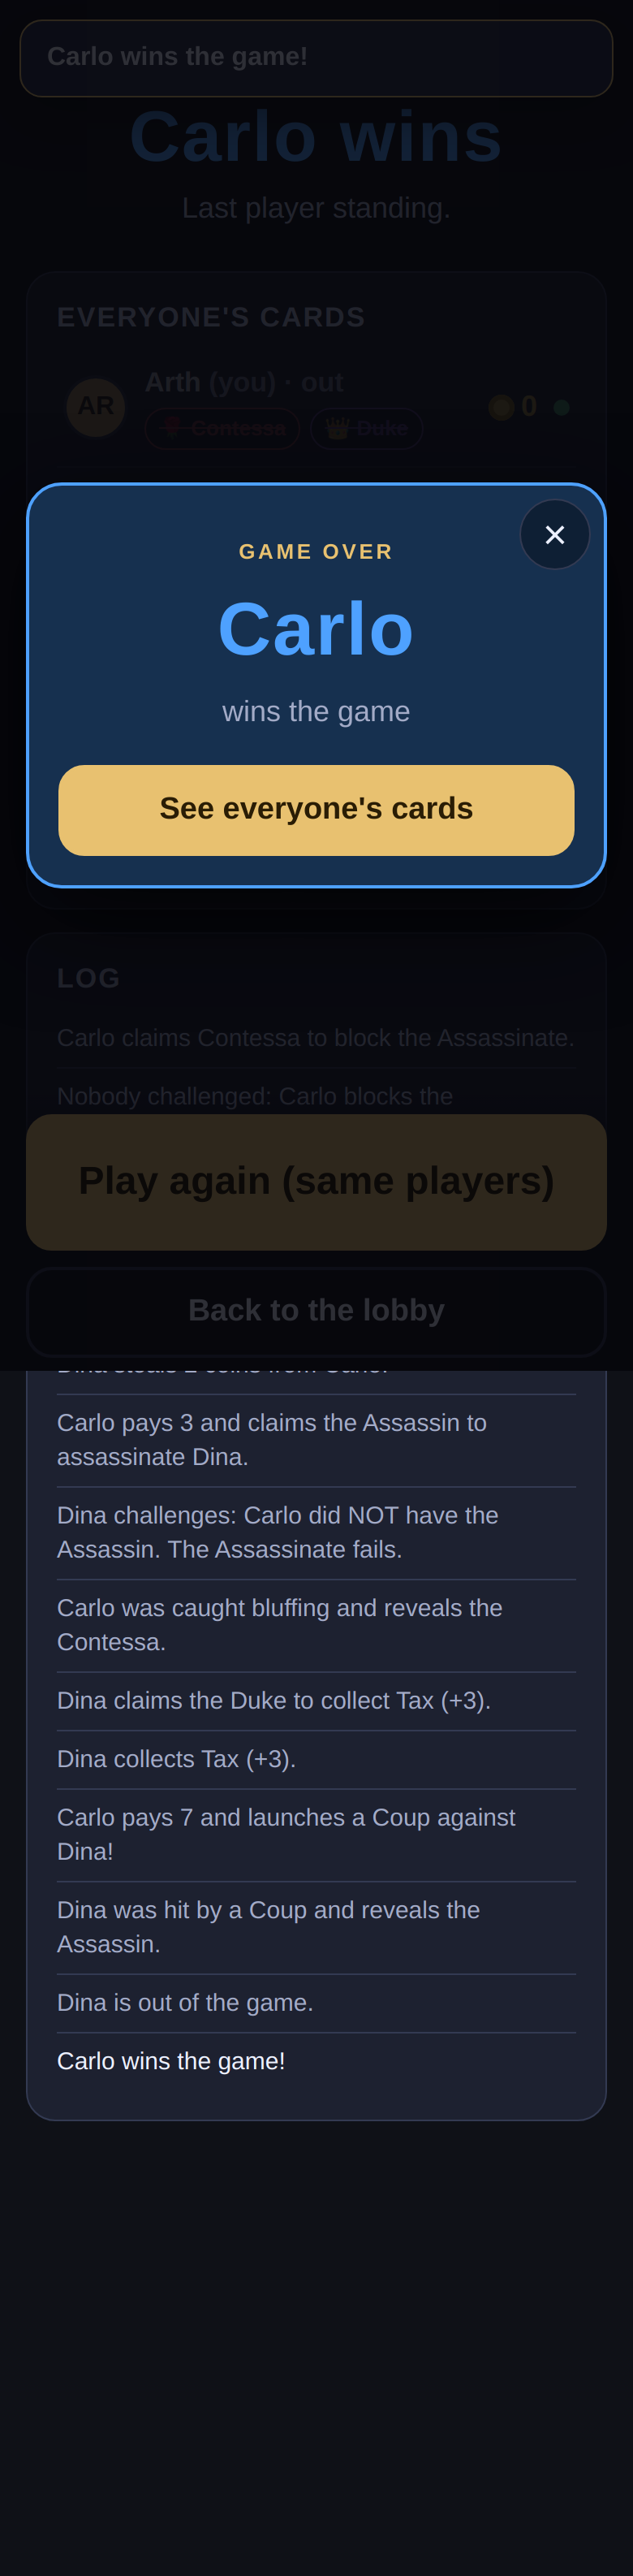 Carlo wins the game!
Carlo wins
Last player standing.
EVERYONE'S CARDS
AR
Arth (you) · out
Contessa
Duke
0
GAME OVER
Carlo
wins the game
See everyone's cards
LOG
Carlo claims Contessa to block the Assassinate.
Nobody challenged: Carlo blocks the
Play again (same players)
Back to the lobby
Carlo pays 3 and claims the Assassin to
assassinate Dina.
Dina challenges: Carlo did NOT have the
Assassin. The Assassinate fails.
Carlo was caught bluffing and reveals the
Contessa.
Dina claims the Duke to collect Tax (+3).
Dina collects Tax (+3).
Carlo pays 7 and launches a Coup against
Dina!
Dina was hit by a Coup and reveals the
Assassin.
Dina is out of the game.
Carlo wins the game!